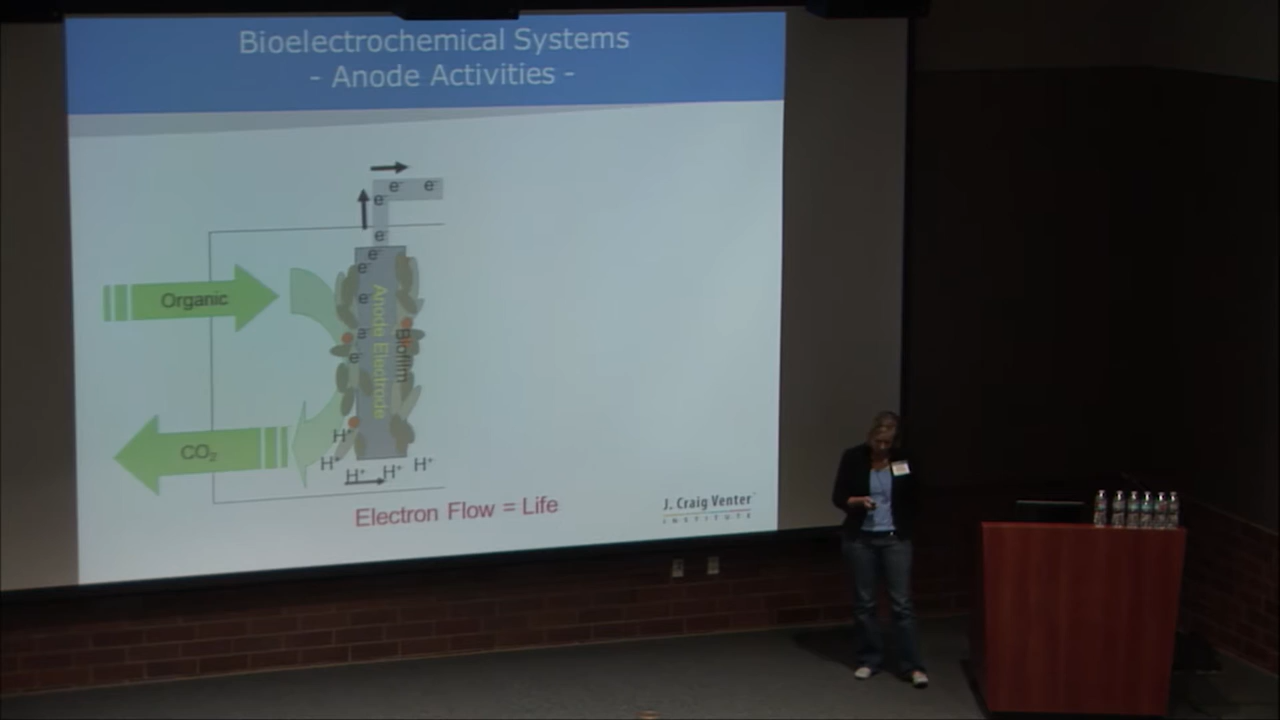 Bioelectrochemical Systems
- Anode Activities -
e⁻ e⁻
e⁻
e⁻
e⁻
e⁻
Organic
e⁻
Anode Electrode
Biofilm
e⁻
e⁻
CO₂
H⁺
H⁺ H⁺ H⁺ H⁺
Electron Flow = Life
J. Craig Venter
INSTITUTE